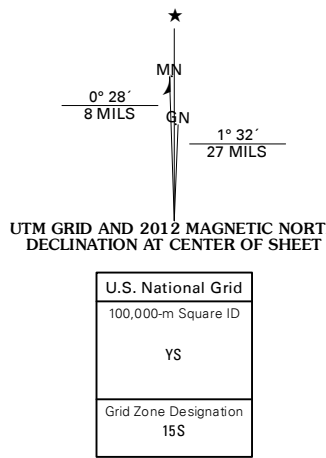 ★
MN
0° 28´
8 MILS
GN
1° 32´
27 MILS
UTM GRID AND 2012 MAGNETIC NORT
DECLINATION AT CENTER OF SHEET
U.S. National Grid
100,000-m Square ID
YS
Grid Zone Designation
15S